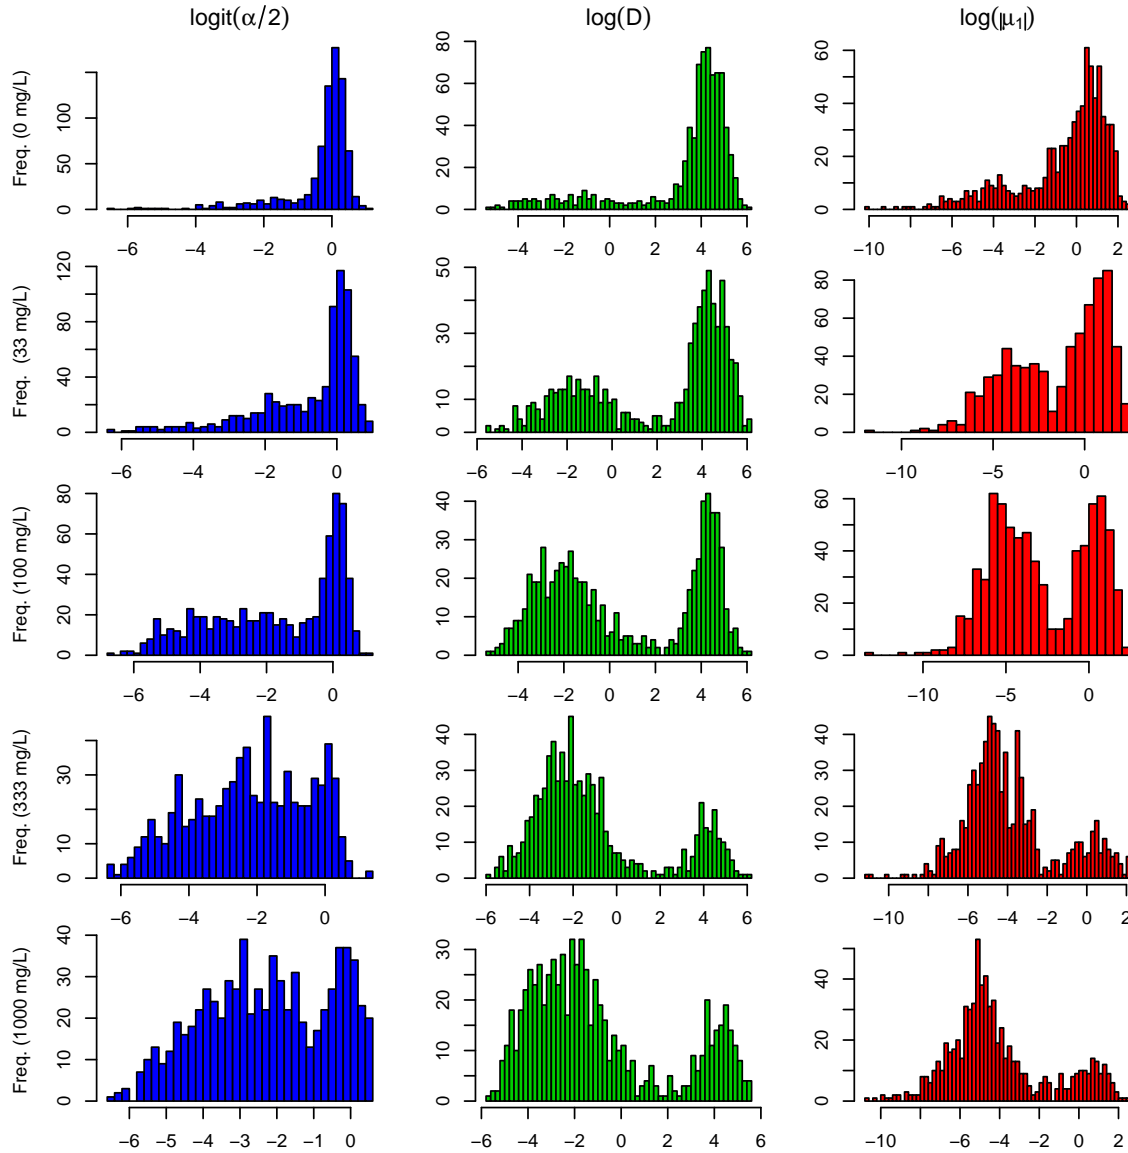 logit(α/2) log(D) log(|μ₁|)
Freq. (0 mg/L)
0 50 100
−6 −4 −2 0
0 20 40 60 80
−4 −2 0 2 4 6
0 20 40 60
−10 −6 −4 −2 0 2
Freq. (33 mg/L)
0 20 40 80 120
−6 −4 −2 0
0 10 30 50
−6 −4 −2 0 2 4 6
0 20 40 60 80
−10 −5 0
Freq. (100 mg/L)
0 20 40 60 80
−6 −4 −2 0
0 10 20 30 40
−4 −2 0 2 4 6
0 20 40 60
−10 −5 0
Freq. (333 mg/L)
0 10 30
−6 −4 −2 0
0 10 20 30 40
−6 −4 −2 0 2 4 6
0 10 20 30 40
−10 −6 −4 −2 0 2
Freq. (1000 mg/L)
0 10 20 30 40
−6 −5 −4 −3 −2 −1 0
0 10 20 30
−6 −4 −2 0 2 4 6
0 20 40
−10 −6 −4 −2 0 2